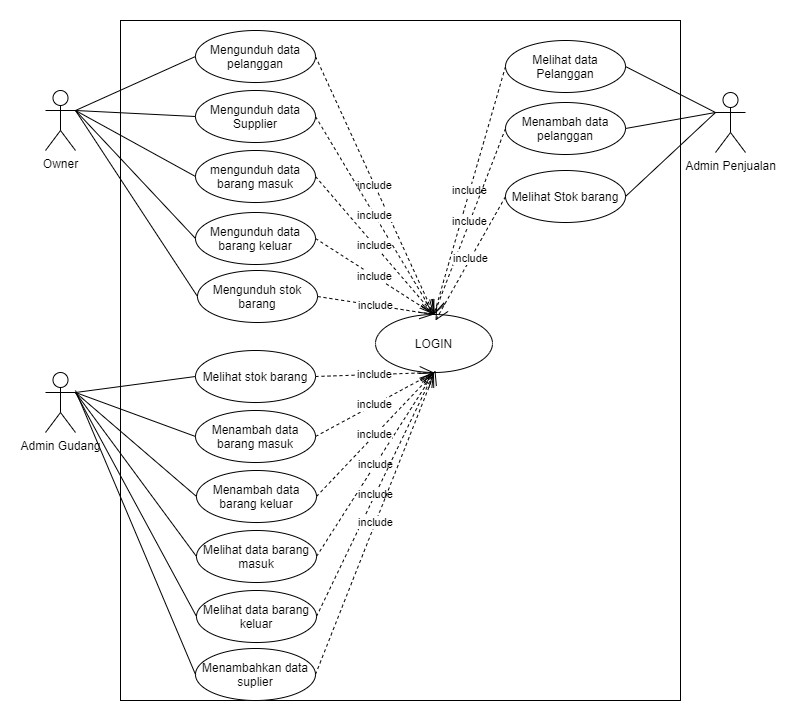 Mengunduh data
pelanggan
Mengunduh data
Supplier
mengunduh data
barang masuk
Mengunduh data
barang keluar
Mengunduh stok
barang
Owner
Melihat data
Pelanggan
Menambah data
pelanggan
Melihat Stok barang
Admin Penjualan
include
include
include
include
include
include
include
include
LOGIN
Admin Gudang
Melihat stok barang
Menambah data
barang masuk
Menambah data
barang keluar
Melihat data barang
masuk
Melihat data barang
keluar
Menambahkan data
suplier
include
include
include
include
include
include